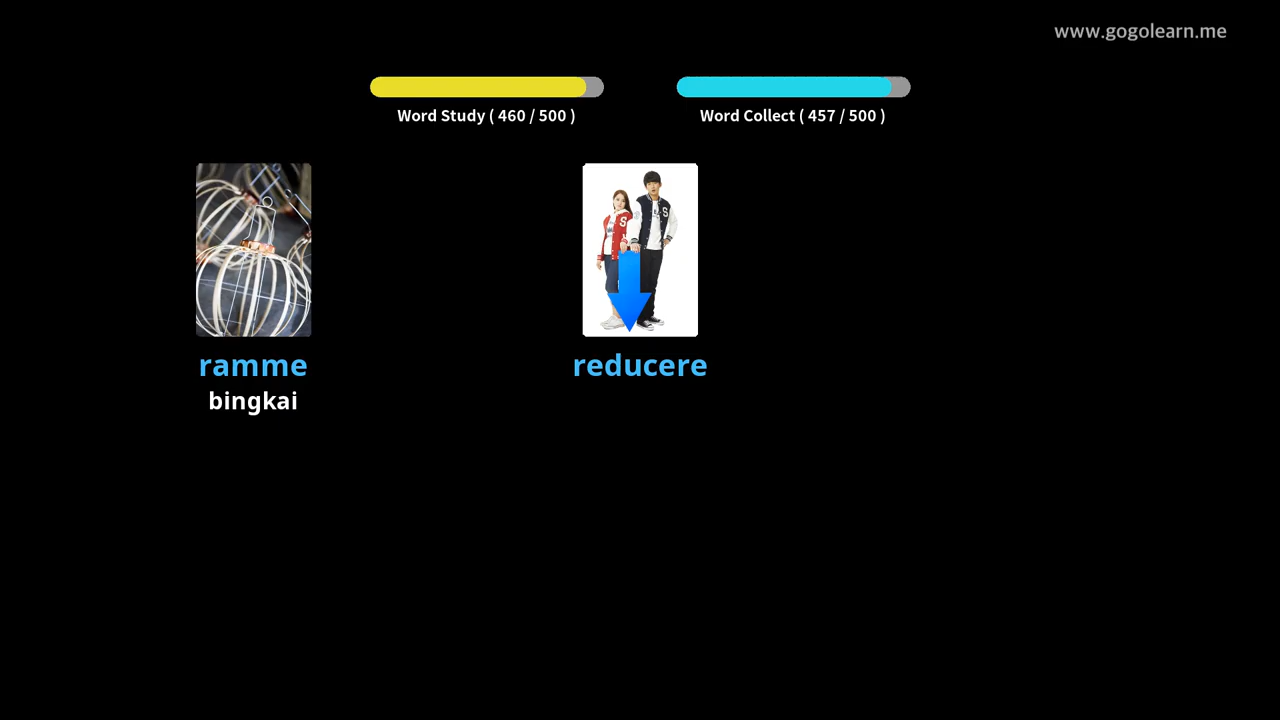 www.gogolearn.me
Word Study ( 460 / 500 )
Word Collect ( 457 / 500 )
S
S
ramme
reducere
bingkai